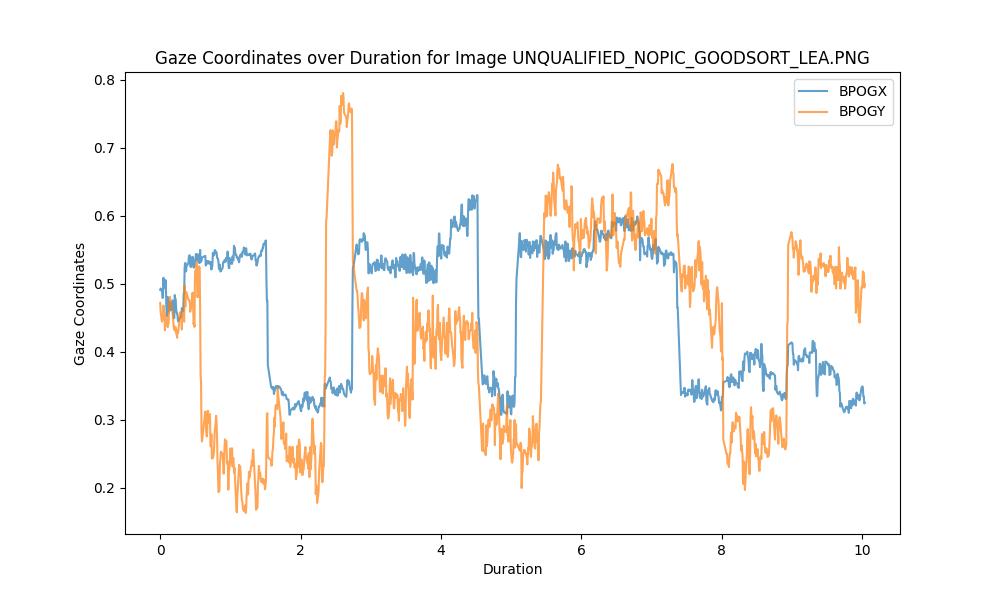 Gaze Coordinates over Duration for Image UNQUALIFIED_NOPIC_GOODSORT_LEA.PNG
BPOGX
BPOGY
0.8
0.7
0.6
0.5
0.4
0.3
0.2
Gaze Coordinates
0 2 4 6 8 10
Duration